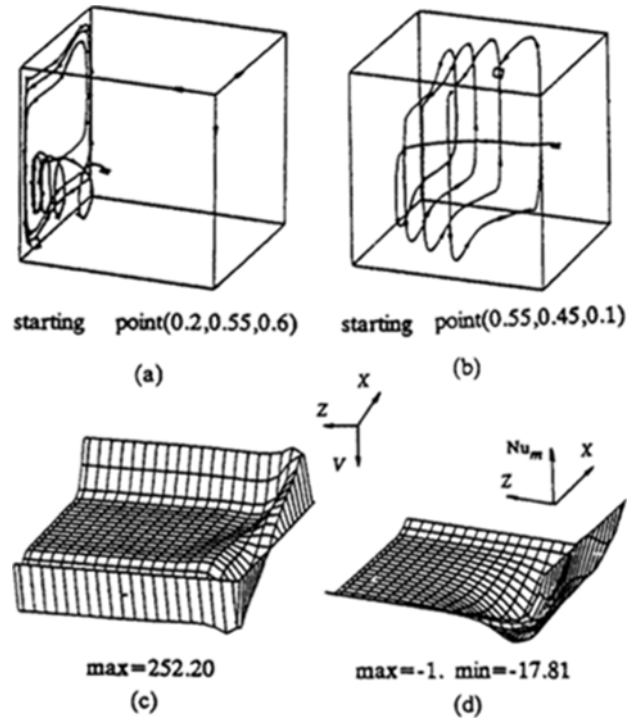 starting point(0.2,0.55,0.6)
starting point(0.55,0.45,0.1)
(a)
(b)
X
Z
V
Nu_m
X
Z
max=252.20
max=-1. min=-17.81
(c)
(d)